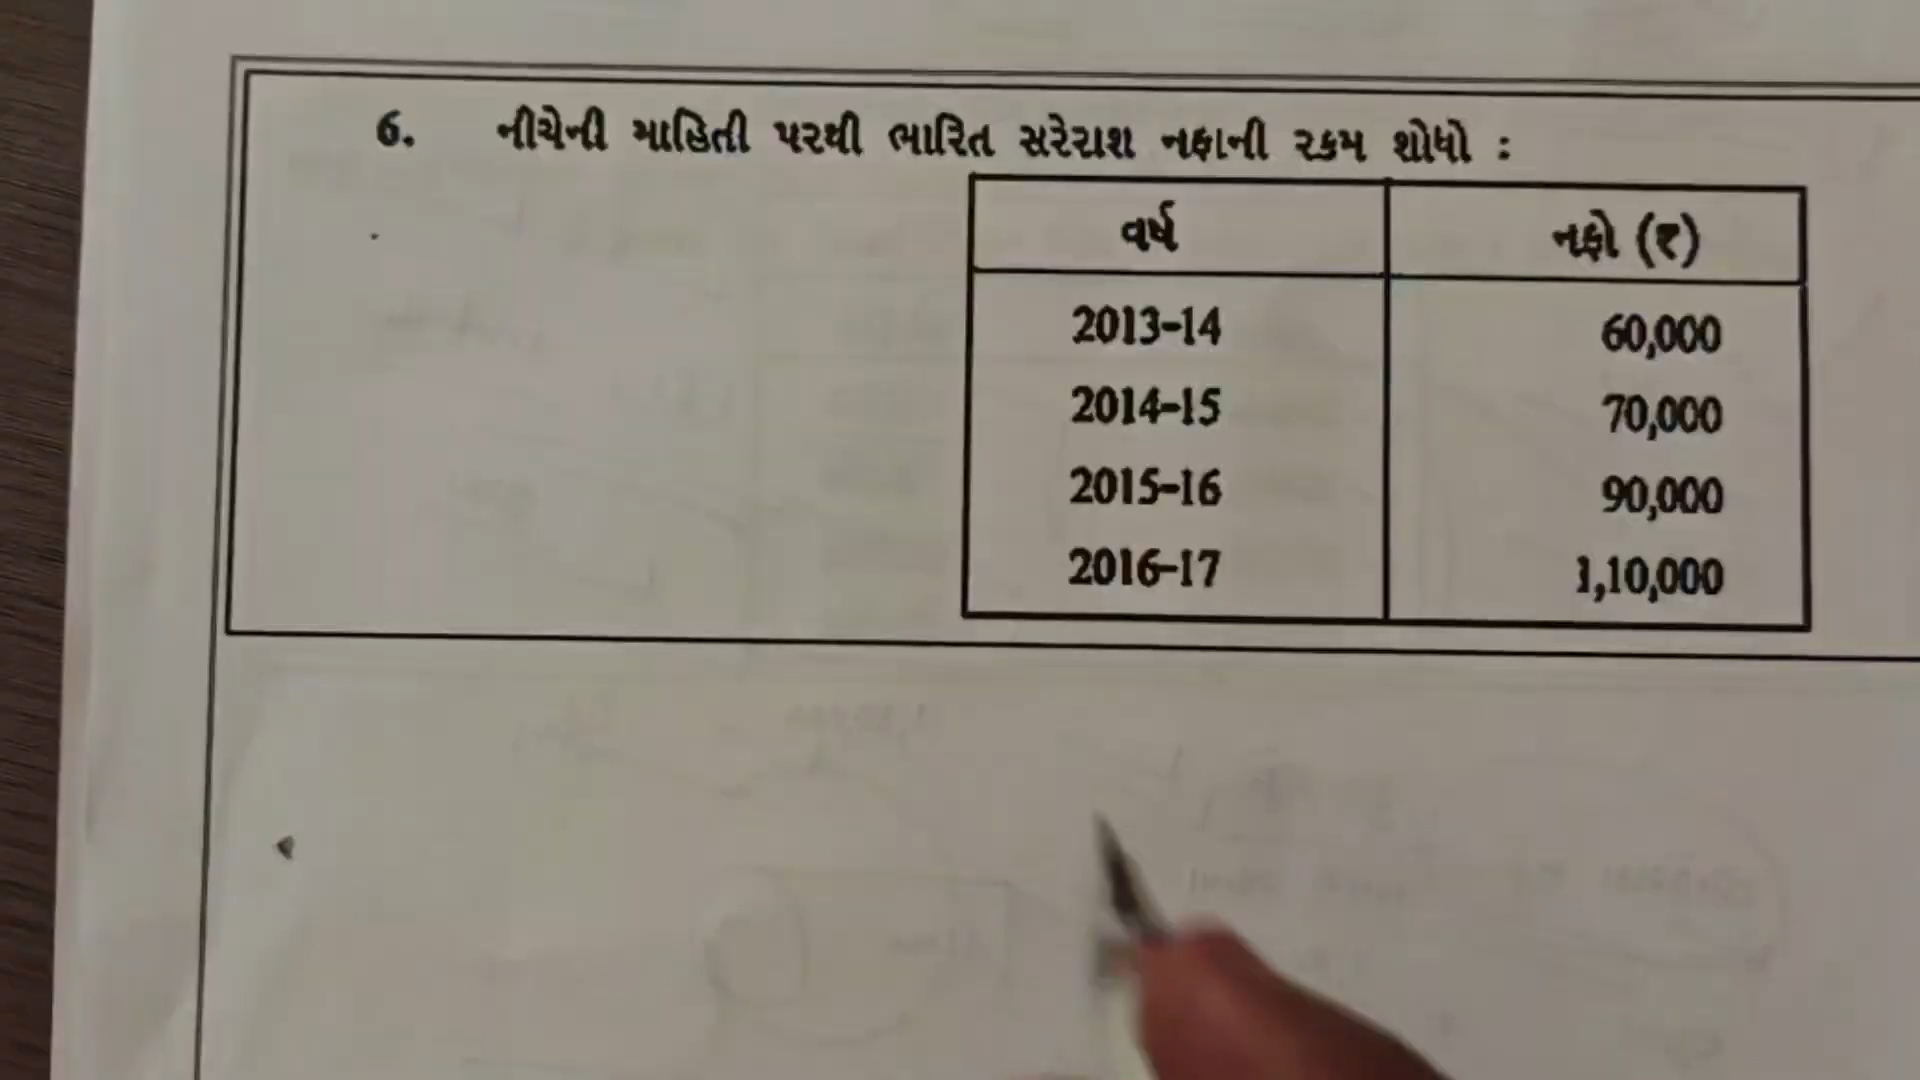 6. નીચેની માહિતી પરથી ભારિત સરેરાશ નફાની રકમ શોધો :
વર્ષ નફો (₹)
2013-14 60,000
2014-15 70,000
2015-16 90,000
2016-17 1,10,000